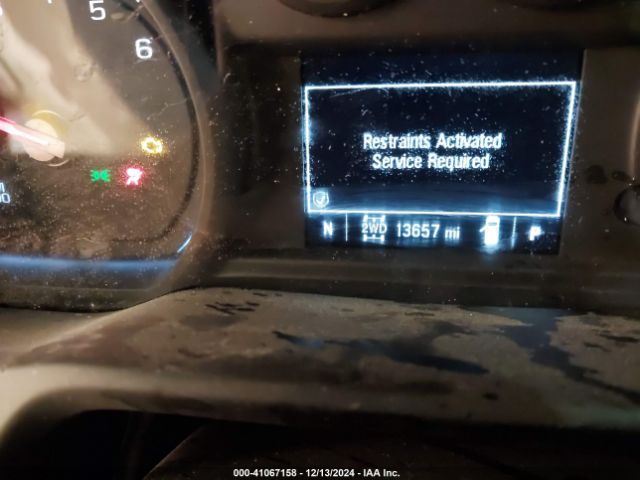 5
6
Restraints Activated
Service Required
N 2WD 13657 mi P
000-41067158 - 12/13/2024 - IAA Inc.